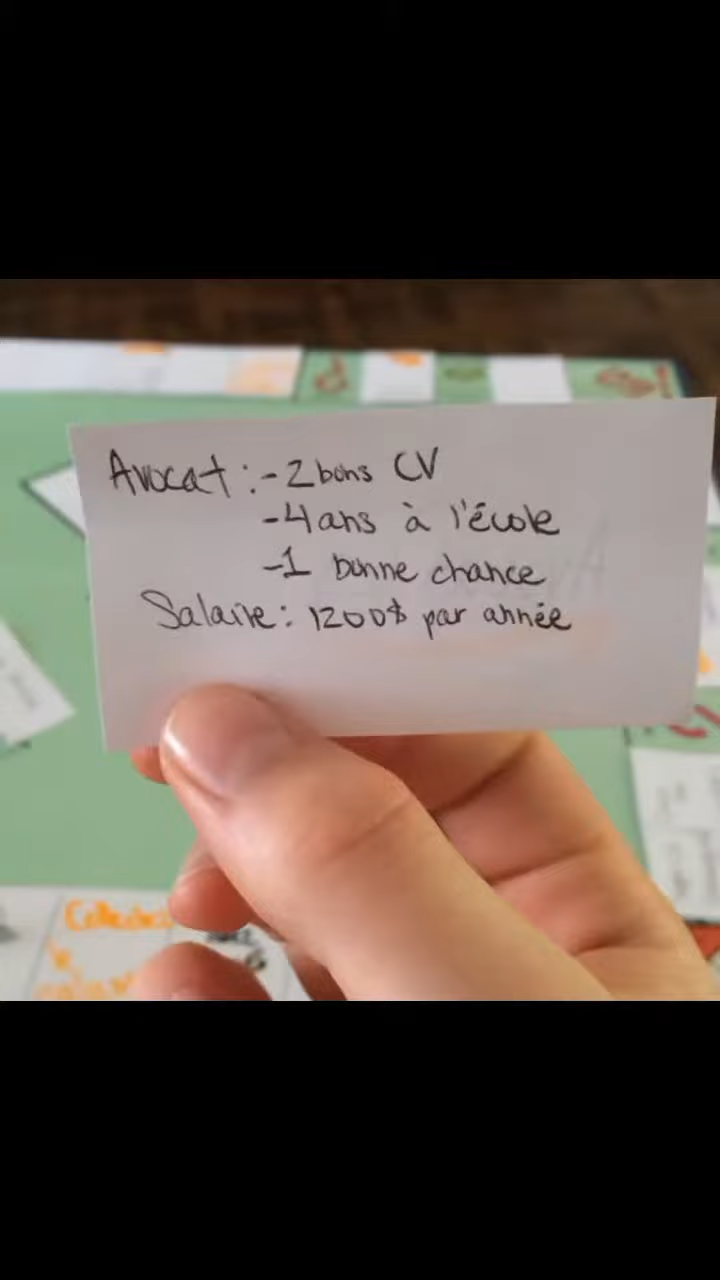 Avocat : - 2 bons CV
- 4 ans à l'école
- 1 bonne chance
Salaire : 1200$ par année